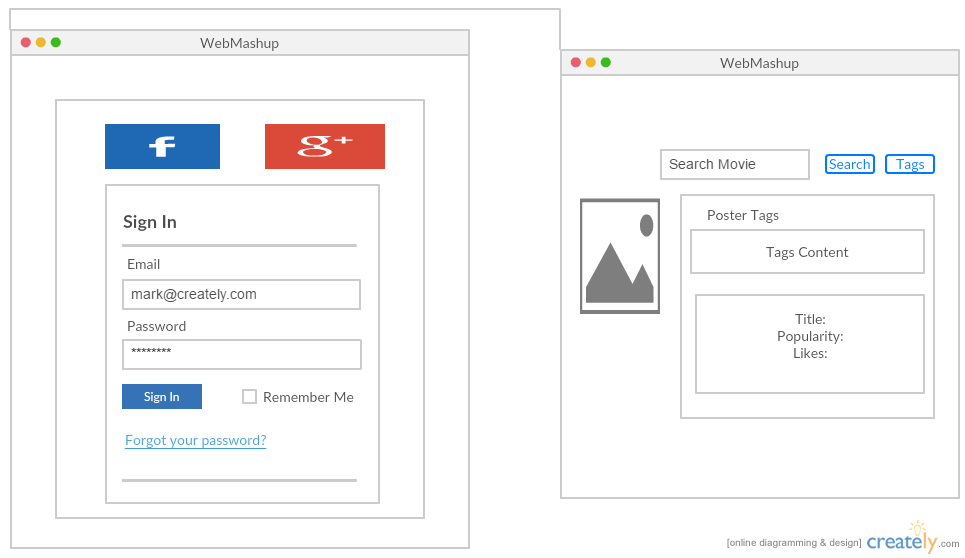 WebMashup
f
g+
Sign In
Email
mark@creately.com
Password
********
Sign In
Remember Me
Forgot your password?
WebMashup
Search Movie
Search
Tags
Poster Tags
Tags Content
Title:
Popularity:
Likes:
[online diagramming & design] creately.com